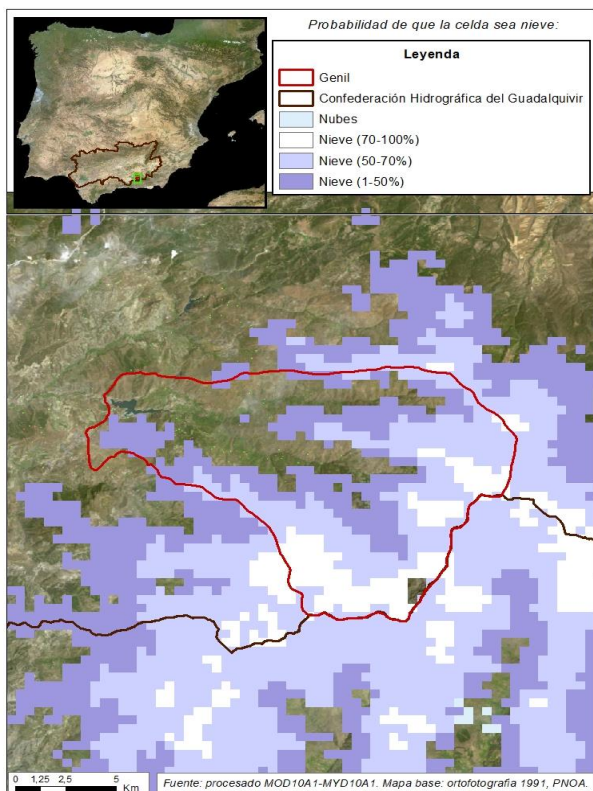 Probabilidad de que la celda sea nieve:
Leyenda
Genil
Confederación Hidrográfica del Guadalquivir
Nubes
Nieve (70-100%)
Nieve (50-70%)
Nieve (1-50%)
0 1,25 2,5 5
Km
Fuente: procesado MOD10A1-MYD10A1. Mapa base: ortofotografia 1991, PNOA.